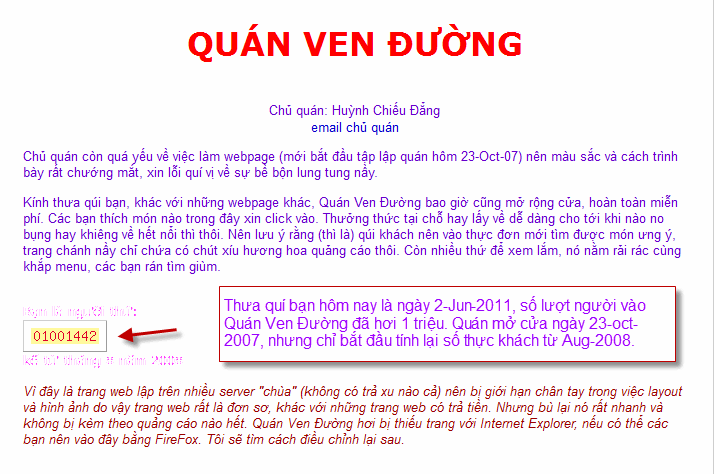 QUÁN VEN ĐƯỜNG
Chủ quán: Huỳnh Chiếu Đẳng
email chủ quán
Chủ quán còn quá yếu về việc làm webpage (mới bắt đầu tập lập quán hôm 23-Oct-07) nên màu sắc và cách trình
bày rất chướng mắt, xin lỗi quí vị về sự bề bộn lung tung nầy.
Kính thưa qúi bạn, khác với những webpage khác, Quán Ven Đường bao giờ cũng mở rộng cửa, hoàn toàn miễn
phí. Các bạn thích món nào trong đây xin click vào. Thưởng thức tại chỗ hay lấy về dễ dàng cho tới khi nào no
bụng hay khiêng về hết nổi thì thôi. Nên lưu ý rằng (thì là) qúi khách nên vào thực đơn mới tìm được món ưng ý,
trang chánh nầy chỉ chứa có chút xíu hương hoa quảng cáo thôi. Còn nhiều thứ để xem lắm, nó nằm rải rác cùng
khắp menu, các bạn rán tìm giùm.
Bạn là người thứ:
01001442
Kể từ tháng 8 năm 2008
Thưa quí bạn hôm nay là ngày 2-Jun-2011, số lượt người vào
Quán Ven Đường đã hơi 1 triệu. Quán mở cửa ngày 23-oct-
2007, nhưng chỉ bắt đầu tính lại số thực khách từ Aug-2008.
Vì đây là trang web lập trên nhiều server "chùa" (không có trả xu nào cả) nên bị giới hạn chân tay trong việc layout
và hình ảnh do vậy trang web rất là đơn sơ, khác với những trang web có trả tiền. Nhưng bù lại nó rất nhanh và
không bị kèm theo quảng cáo nào hết. Quán Ven Đường hơi bị thiếu trang với Internet Explorer, nếu có thể các
bạn nên vào đây bằng FireFox. Tôi sẽ tìm cách điều chỉnh lại sau.